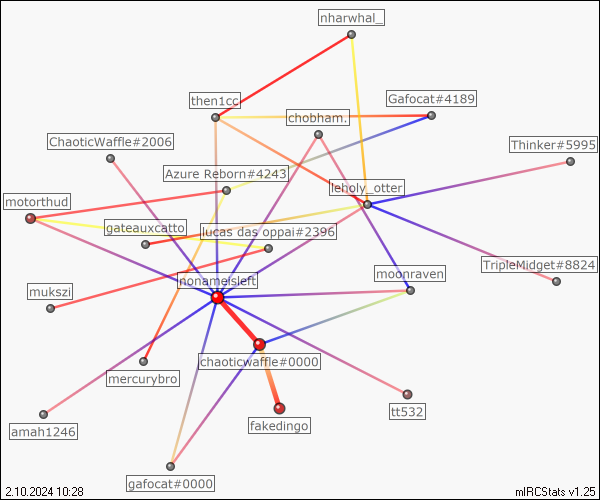 nharwhal_
then1cc
Gafocat#4189
chobham.
ChaoticWaffle#2006
Thinker#5995
Azure Reborn#4243
leholy_otter
motorthud
gateauxcatto
lucas das oppai#2396
TripleMidget#8824
moonraven
nonameisleft
mukszi
chaoticwaffle#0000
mercurybro
tt532
fakedingo
amah1246
gafocat#0000
2.10.2024 10:28
mIRCStats v1.25